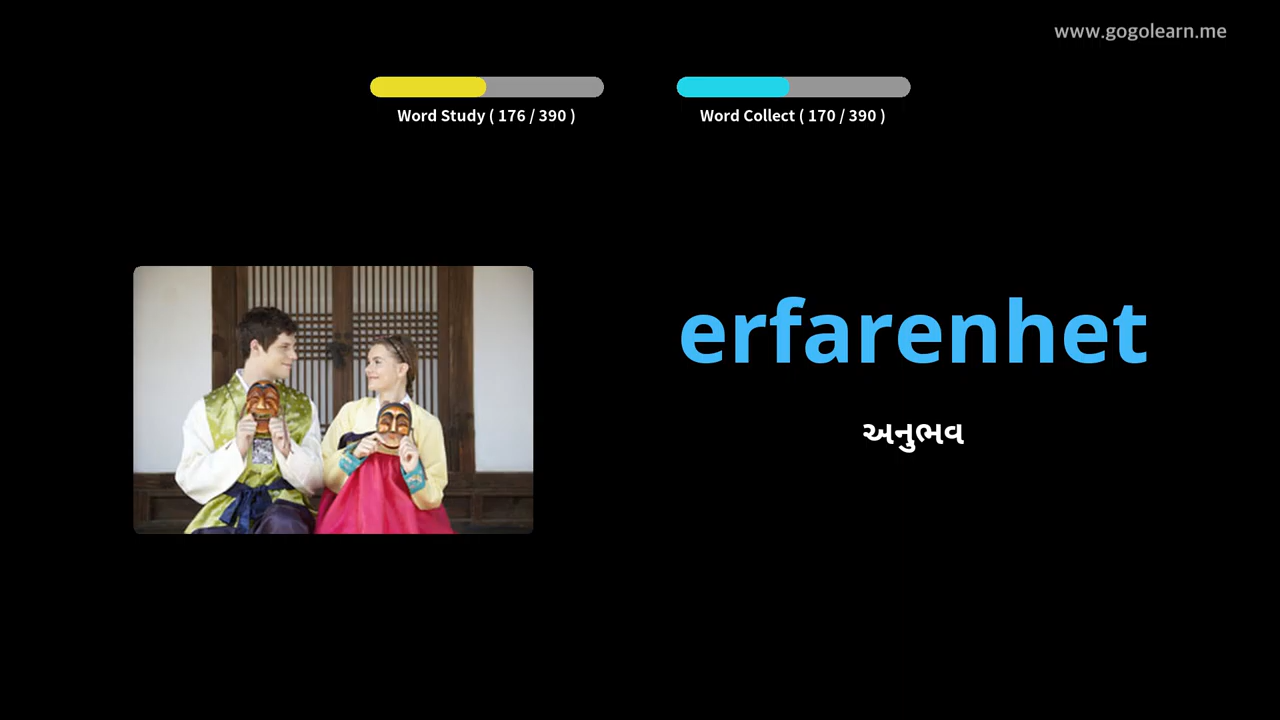 www.gogolearn.me
Word Study ( 176 / 390 )
Word Collect ( 170 / 390 )
erfarenhet
અનુભવ